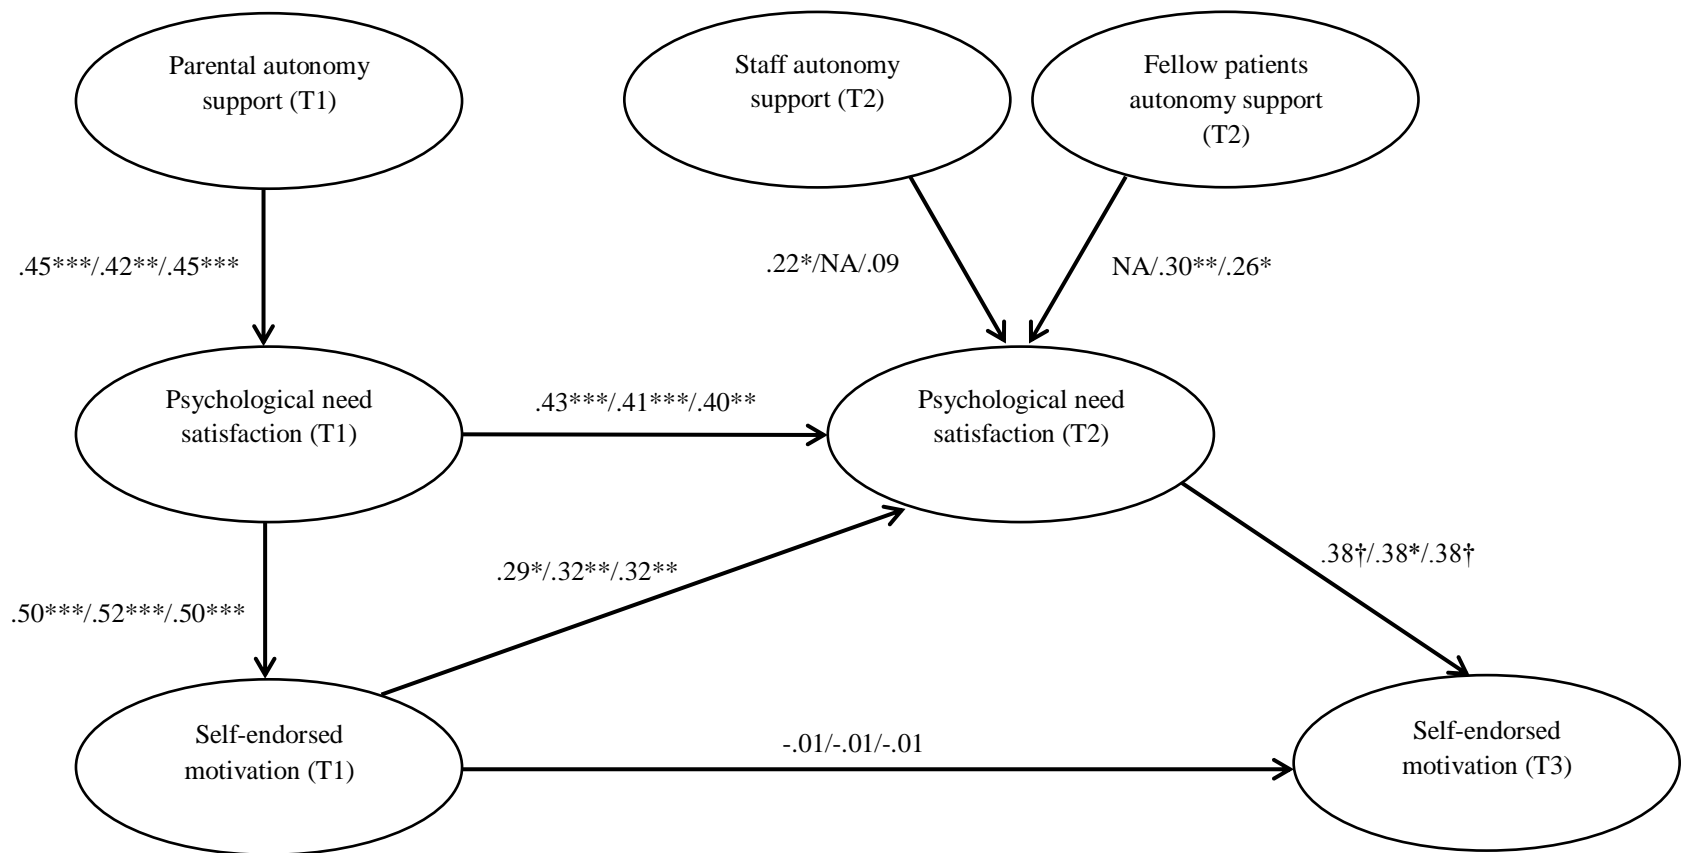 Parental autonomy
support (T1)
Staff autonomy
support (T2)
Fellow patients
autonomy support
(T2)
.45***/.42**/.45***
.22*/NA/.09
NA/.30**/.26*
Psychological need
satisfaction (T1)
.43***/.41***/.40**
Psychological need
satisfaction (T2)
.29*/.32**/.32**
.38†/.38*/.38†
.50***/.52***/.50***
Self-endorsed
motivation (T1)
-.01/-.01/-.01
Self-endorsed
motivation (T3)